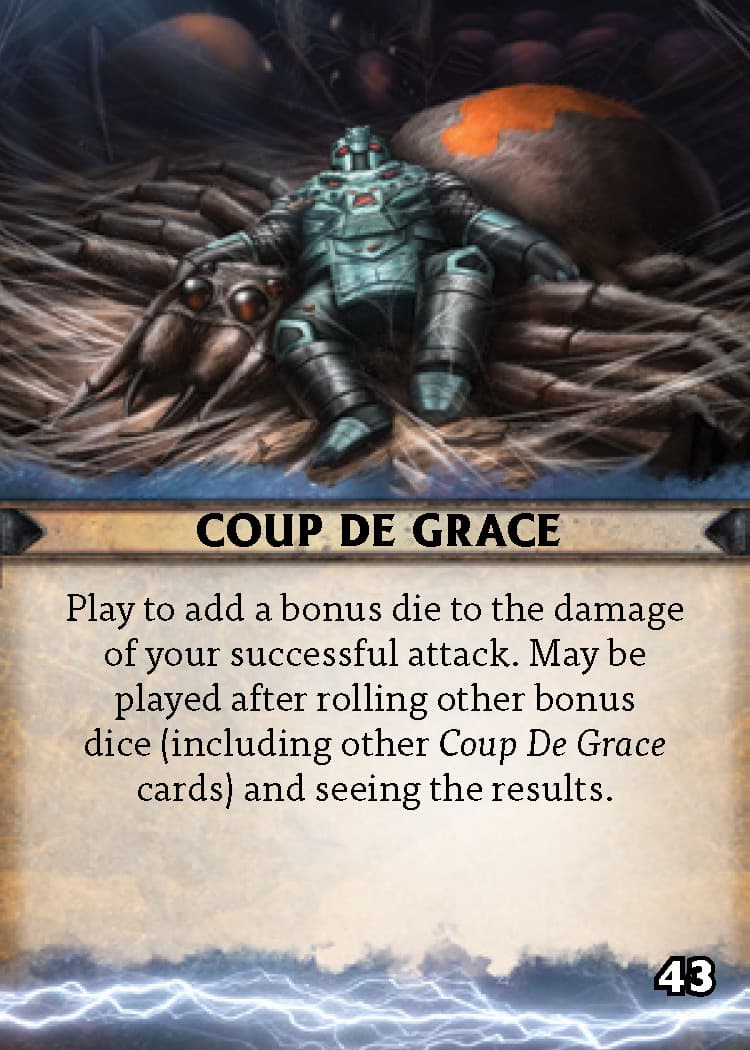 COUP DE GRACE
Play to add a bonus die to the damage
of your successful attack. May be
played after rolling other bonus
dice (including other Coup De Grace
cards) and seeing the results.
43